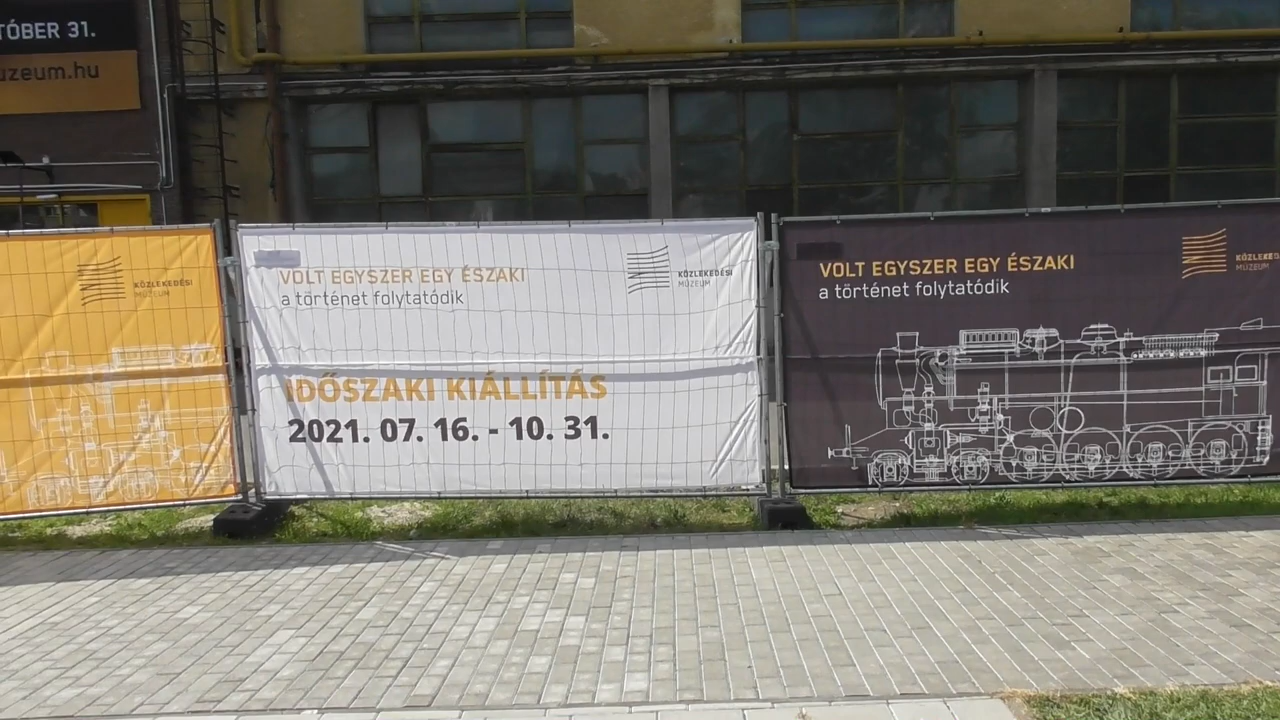 TÓBER 31.
uzeum.hu
KÖZLEKEDÉSI
MÚZEUM
VOLT EGYSZER EGY ÉSZAKI
a történet folytatódik
KÖZLEKEDÉSI
MÚZEUM
IDŐSZAKI KIÁLLÍTÁS
2021. 07. 16. - 10. 31.
VOLT EGYSZER EGY ÉSZAKI
a történet folytatódik
KÖZLEKED
MÚZEUM